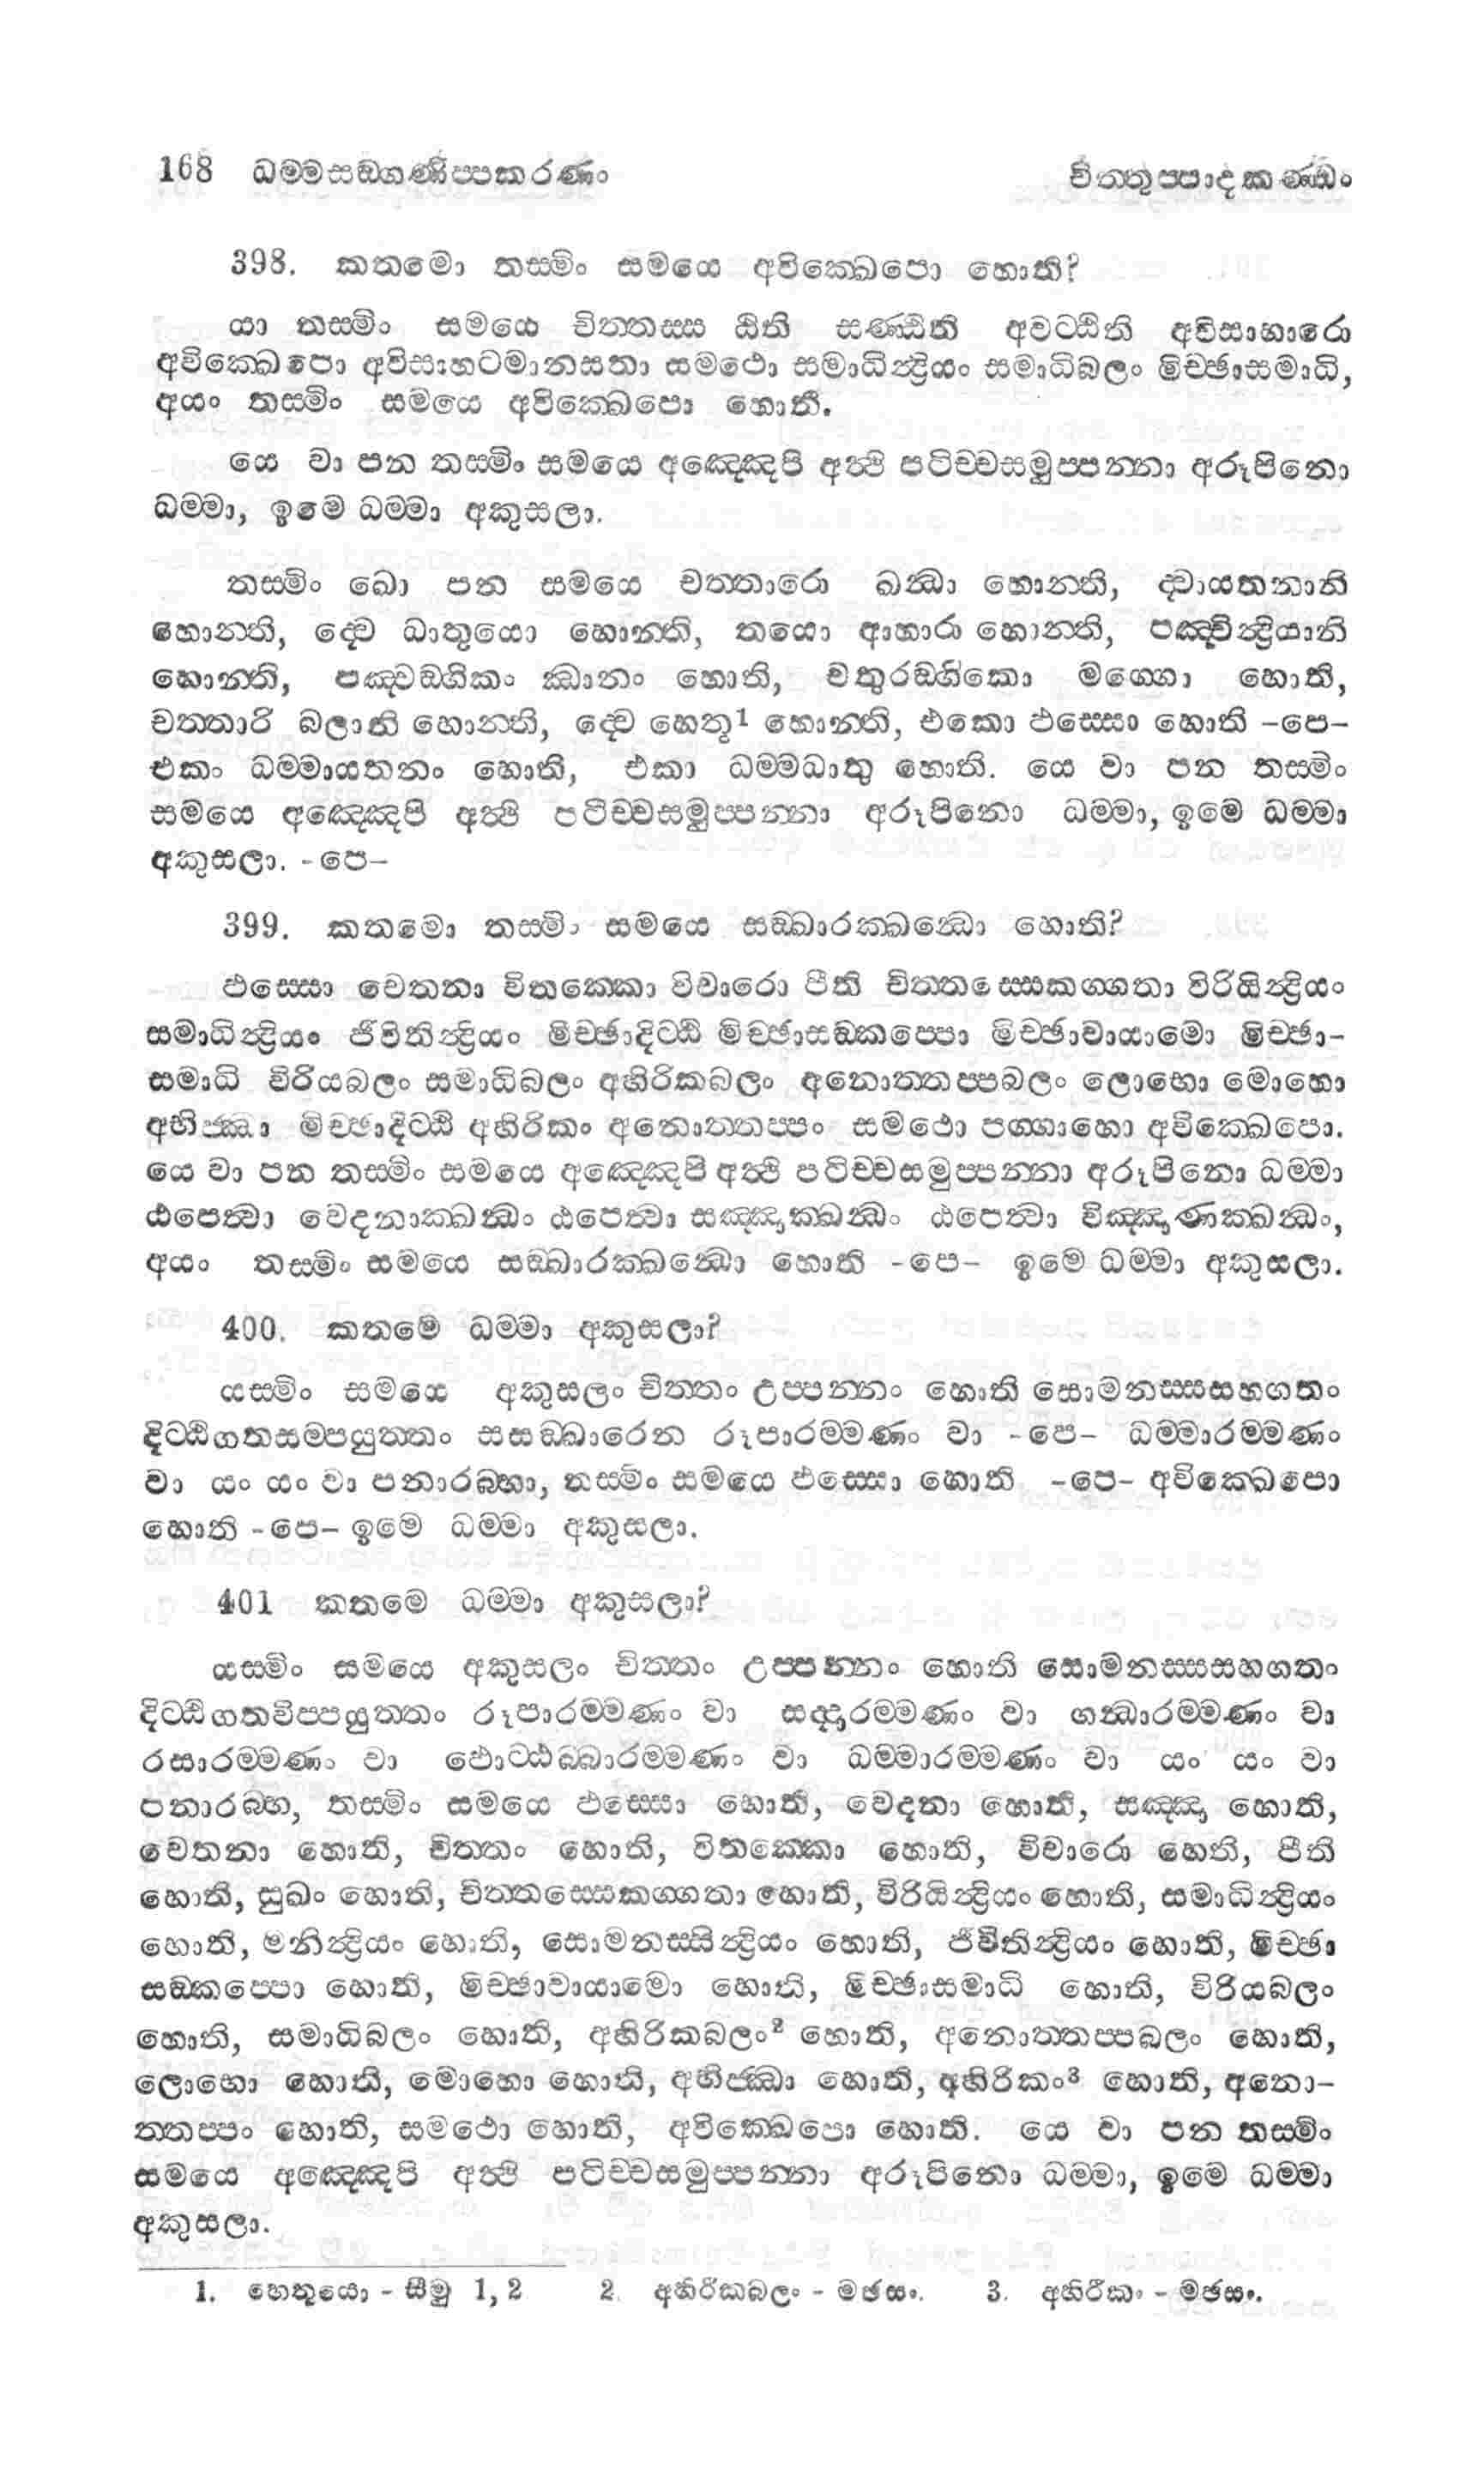 168 ධම්මසඞ්ගණිප්පකරණං
චිත්තුප්පාදකණ්ඩං
398. කතමො තස්මිං සමයෙ අවික්ඛෙපො හොති?
යා තස්මිං සමයෙ චිත්තස්ස ඨිති සණ්ඨිති අවට්ඨිති අවිසාහාරො
අවික්ඛෙපො අවිසාහටමානසතා සමථො සමාධින්ද්‍රියං සමාධිබලං මිච්ඡාසමාධි,
අයං තස්මිං සමයෙ අවික්ඛෙපො හොති.
යෙ වා පන තස්මිං සමයෙ අඤ්ඤෙපි අත්ථි පටිච්චසමුප්පන්නා අරූපිනො
ධම්මා, ඉමෙ ධම්මා අකුසලා.
තස්මිං ඛො පන සමයෙ චත්තාරො ඛන්ධා හොන්ති, ද්වායතනානි
හොන්ති, ද්වෙ ධාතුයො හොන්ති, තයො ආහාරා හොන්ති, පඤ්චින්ද්‍රියානි
හොන්ති, පඤ්චඞ්ගිකං ඣානං හොති, චතුරඞ්ගිකො මග්ගො හොති,
චත්තාරි බලානි හොන්ති, ද්වෙ හෙතූ1 හොන්ති, එකො ඵස්සො හොති -පෙ-
එකං ධම්මායතනං හොති, එකා ධම්මධාතු හොති. යෙ වා පන තස්මිං
සමයෙ අඤ්ඤෙපි අත්ථි පටිච්චසමුප්පන්නා අරූපිනො ධම්මා, ඉමෙ ධම්මා
අකුසලා. -පෙ-
399. කතමො තස්මිං සමයෙ සඞ්ඛාරක්ඛන්ධො හොති?
ඵස්සො චෙතනා විතක්කො විචාරො පීති චිත්තස්සෙකග්ගතා විරියින්ද්‍රියං
සමාධින්ද්‍රියං ජීවිතින්ද්‍රියං මිච්ඡාදිට්ඨි මිච්ඡාසඞ්කප්පො මිච්ඡාවායාමො මිච්ඡා-
සමාධි විරියබලං සමාධිබලං අහිරිකබලං අනොත්තප්පබලං ලොභො මොහො
අභිජ්ඣා මිච්ඡාදිට්ඨි අහිරිකං අනොත්තප්පං සමථො පග්ගාහො අවික්ඛෙපො.
යෙ වා පන තස්මිං සමයෙ අඤ්ඤෙපි අත්ථි පටිච්චසමුප්පන්නා අරූපිනො ධම්මා
ඨපෙත්වා වෙදනාක්ඛන්ධං ඨපෙත්වා සඤ්ඤාක්ඛන්ධං ඨපෙත්වා විඤ්ඤාණක්ඛන්ධං,
අයං තස්මිං සමයෙ සඞ්ඛාරක්ඛන්ධො හොති -පෙ- ඉමෙ ධම්මා අකුසලා.
400. කතමෙ ධම්මා අකුසලා?
යස්මිං සමයෙ අකුසලං චිත්තං උප්පන්නං හොති සොමනස්සසහගතං
දිට්ඨිගතසම්පයුත්තං සසඞ්ඛාරෙන රූපාරම්මණං වා -පෙ- ධම්මාරම්මණං
වා යං යං වා පනාරබ්භා, තස්මිං සමයෙ ඵස්සො හොති -පෙ- අවික්ඛෙපො
හොති -පෙ- ඉමෙ ධම්මා අකුසලා.
401 කතමෙ ධම්මා අකුසලා?
යස්මිං සමයෙ අකුසලං චිත්තං උප්පන්නං හොති සොමනස්සසහගතං
දිට්ඨිගතවිප්පයුත්තං රූපාරම්මණං වා සද්දාරම්මණං වා ගන්ධාරම්මණං වා
රසාරම්මණං වා ඵොට්ඨබ්බාරම්මණං වා ධම්මාරම්මණං වා යං යං වා
පනාරබ්භ, තස්මිං සමයෙ ඵස්සො හොති, වෙදනා හොති, සඤ්ඤා හොති,
චෙතනා හොති, චිත්තං හොති, විතක්කො හොති, විචාරො හෙති, පීති
හොති, සුඛං හොති, චිත්තස්සෙකග්ගතා හොති, විරියින්ද්‍රියං හොති, සමාධින්ද්‍රියං
හොති, මනින්ද්‍රියං හොති, සොමනස්සින්ද්‍රියං හොති, ජීවිතින්ද්‍රියං හොති, මිච්ඡා
සඞ්කප්පො හොති, මිච්ඡාවායාමො හොති, මිච්ඡාසමාධි හොති, විරියබලං
හොති, සමාධිබලං හොති, අහිරිකබලං2 හොති, අනොත්තප්පබලං හොති,
ලොභො හොති, මොහො හොති, අභිජ්ඣා හොති, අහිරිකං3 හොති, අනො-
ත්තප්පං හොති, සමථො හොති, අවික්ඛෙපො හොති. යෙ වා පන තස්මිං
සමයෙ අඤ්ඤෙපි අත්ථි පටිච්චසමුප්පන්නා අරූපිනො ධම්මා, ඉමෙ ධම්මා
අකුසලා.
1. හෙතුයො - සීමු 1, 2 2. අහිරීකබලං - මඡසං. 3. අහිරීකං - මඡසං.